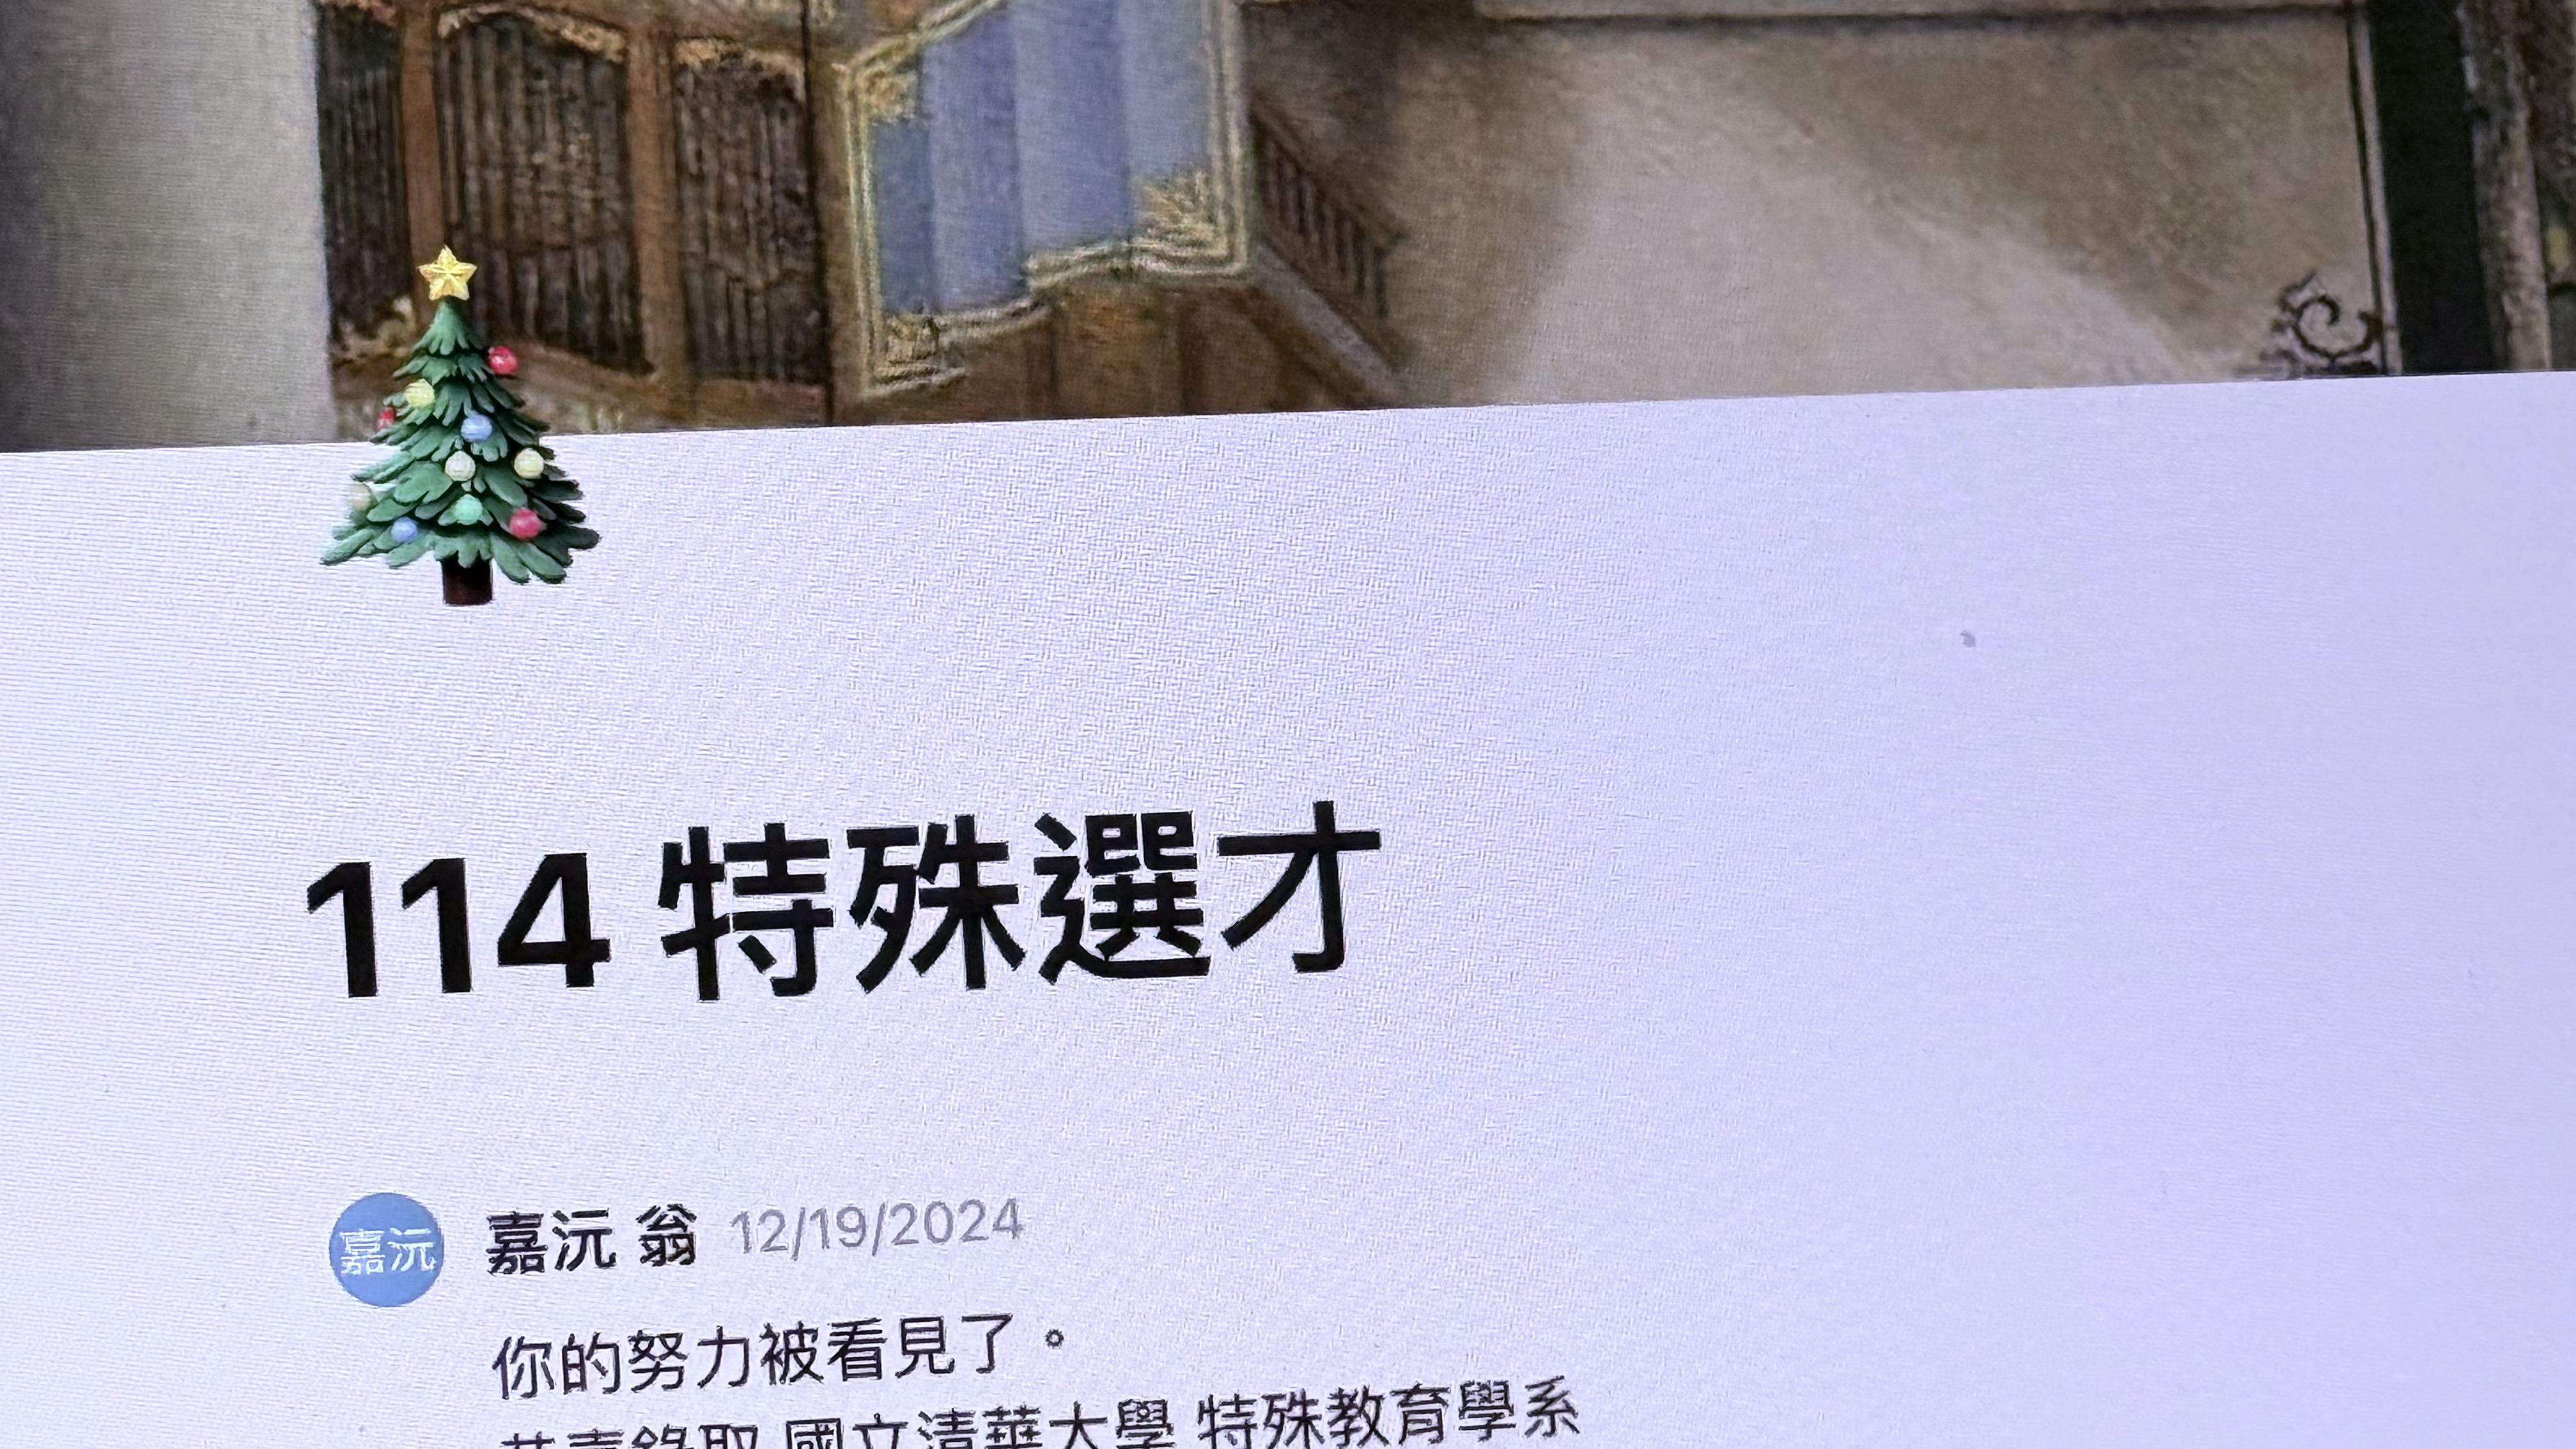 114 特殊選才
嘉沅
嘉沅 翁 12/19/2024
你的努力被看見了。
恭喜錄取 國立清華大學 特殊教育學系